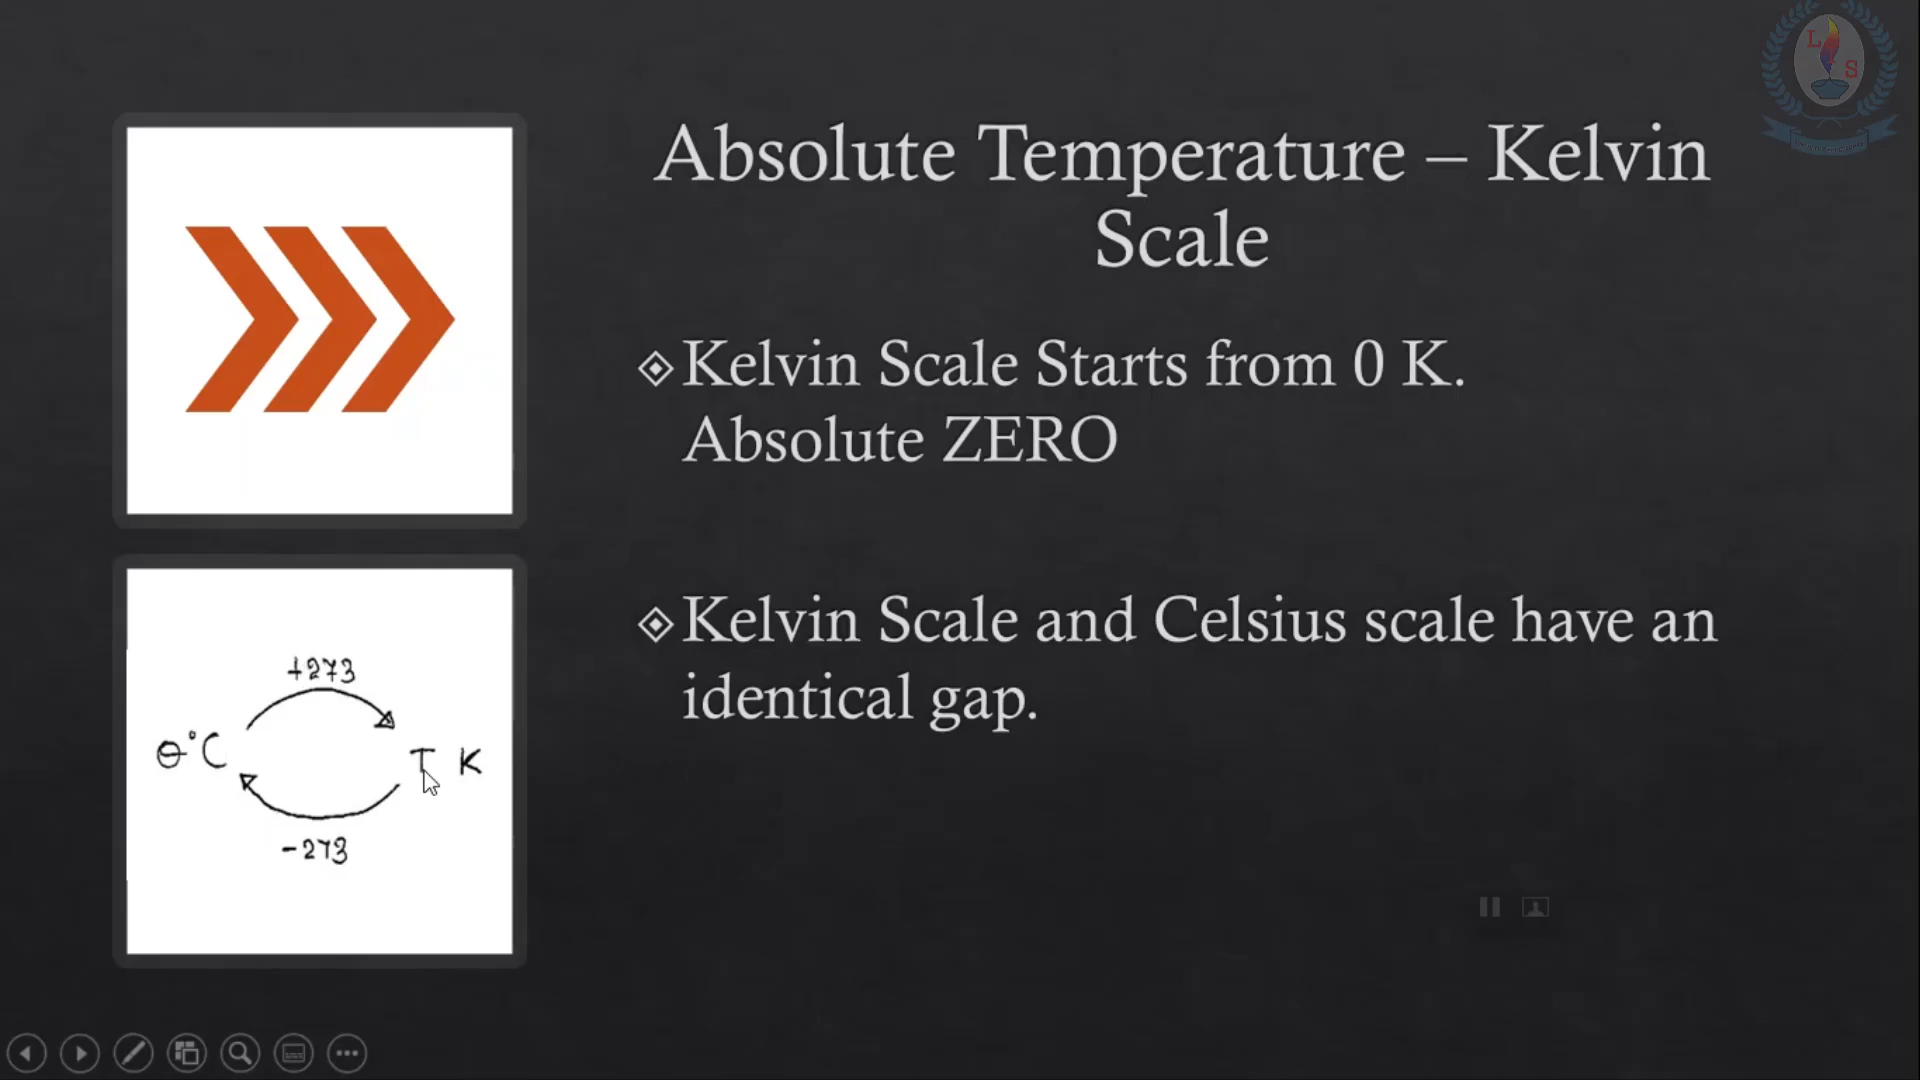 L
S
Absolute Temperature – Kelvin
Scale
Kelvin Scale Starts from 0 K.
Absolute ZERO
Kelvin Scale and Celsius scale have an
identical gap.
+273
θ°C
T K
-273